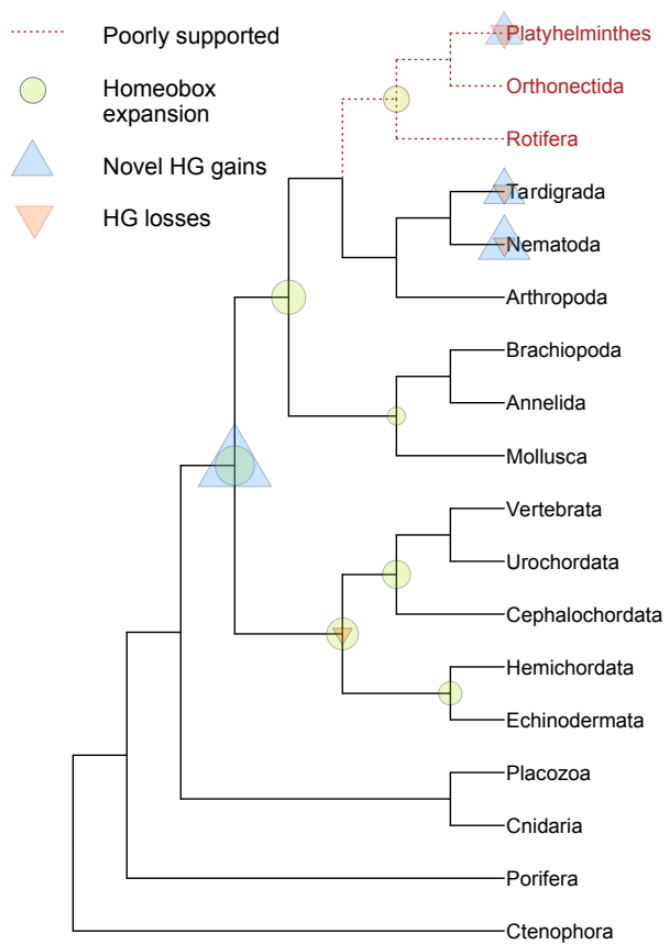 Poorly supported
Homeobox
expansion
Novel HG gains
HG losses
Platyhelminthes
Orthonectida
Rotifera
Tardigrada
Nematoda
Arthropoda
Brachiopoda
Annelida
Mollusca
Vertebrata
Urochordata
Cephalochordata
Hemichordata
Echinodermata
Placozoa
Cnidaria
Porifera
Ctenophora